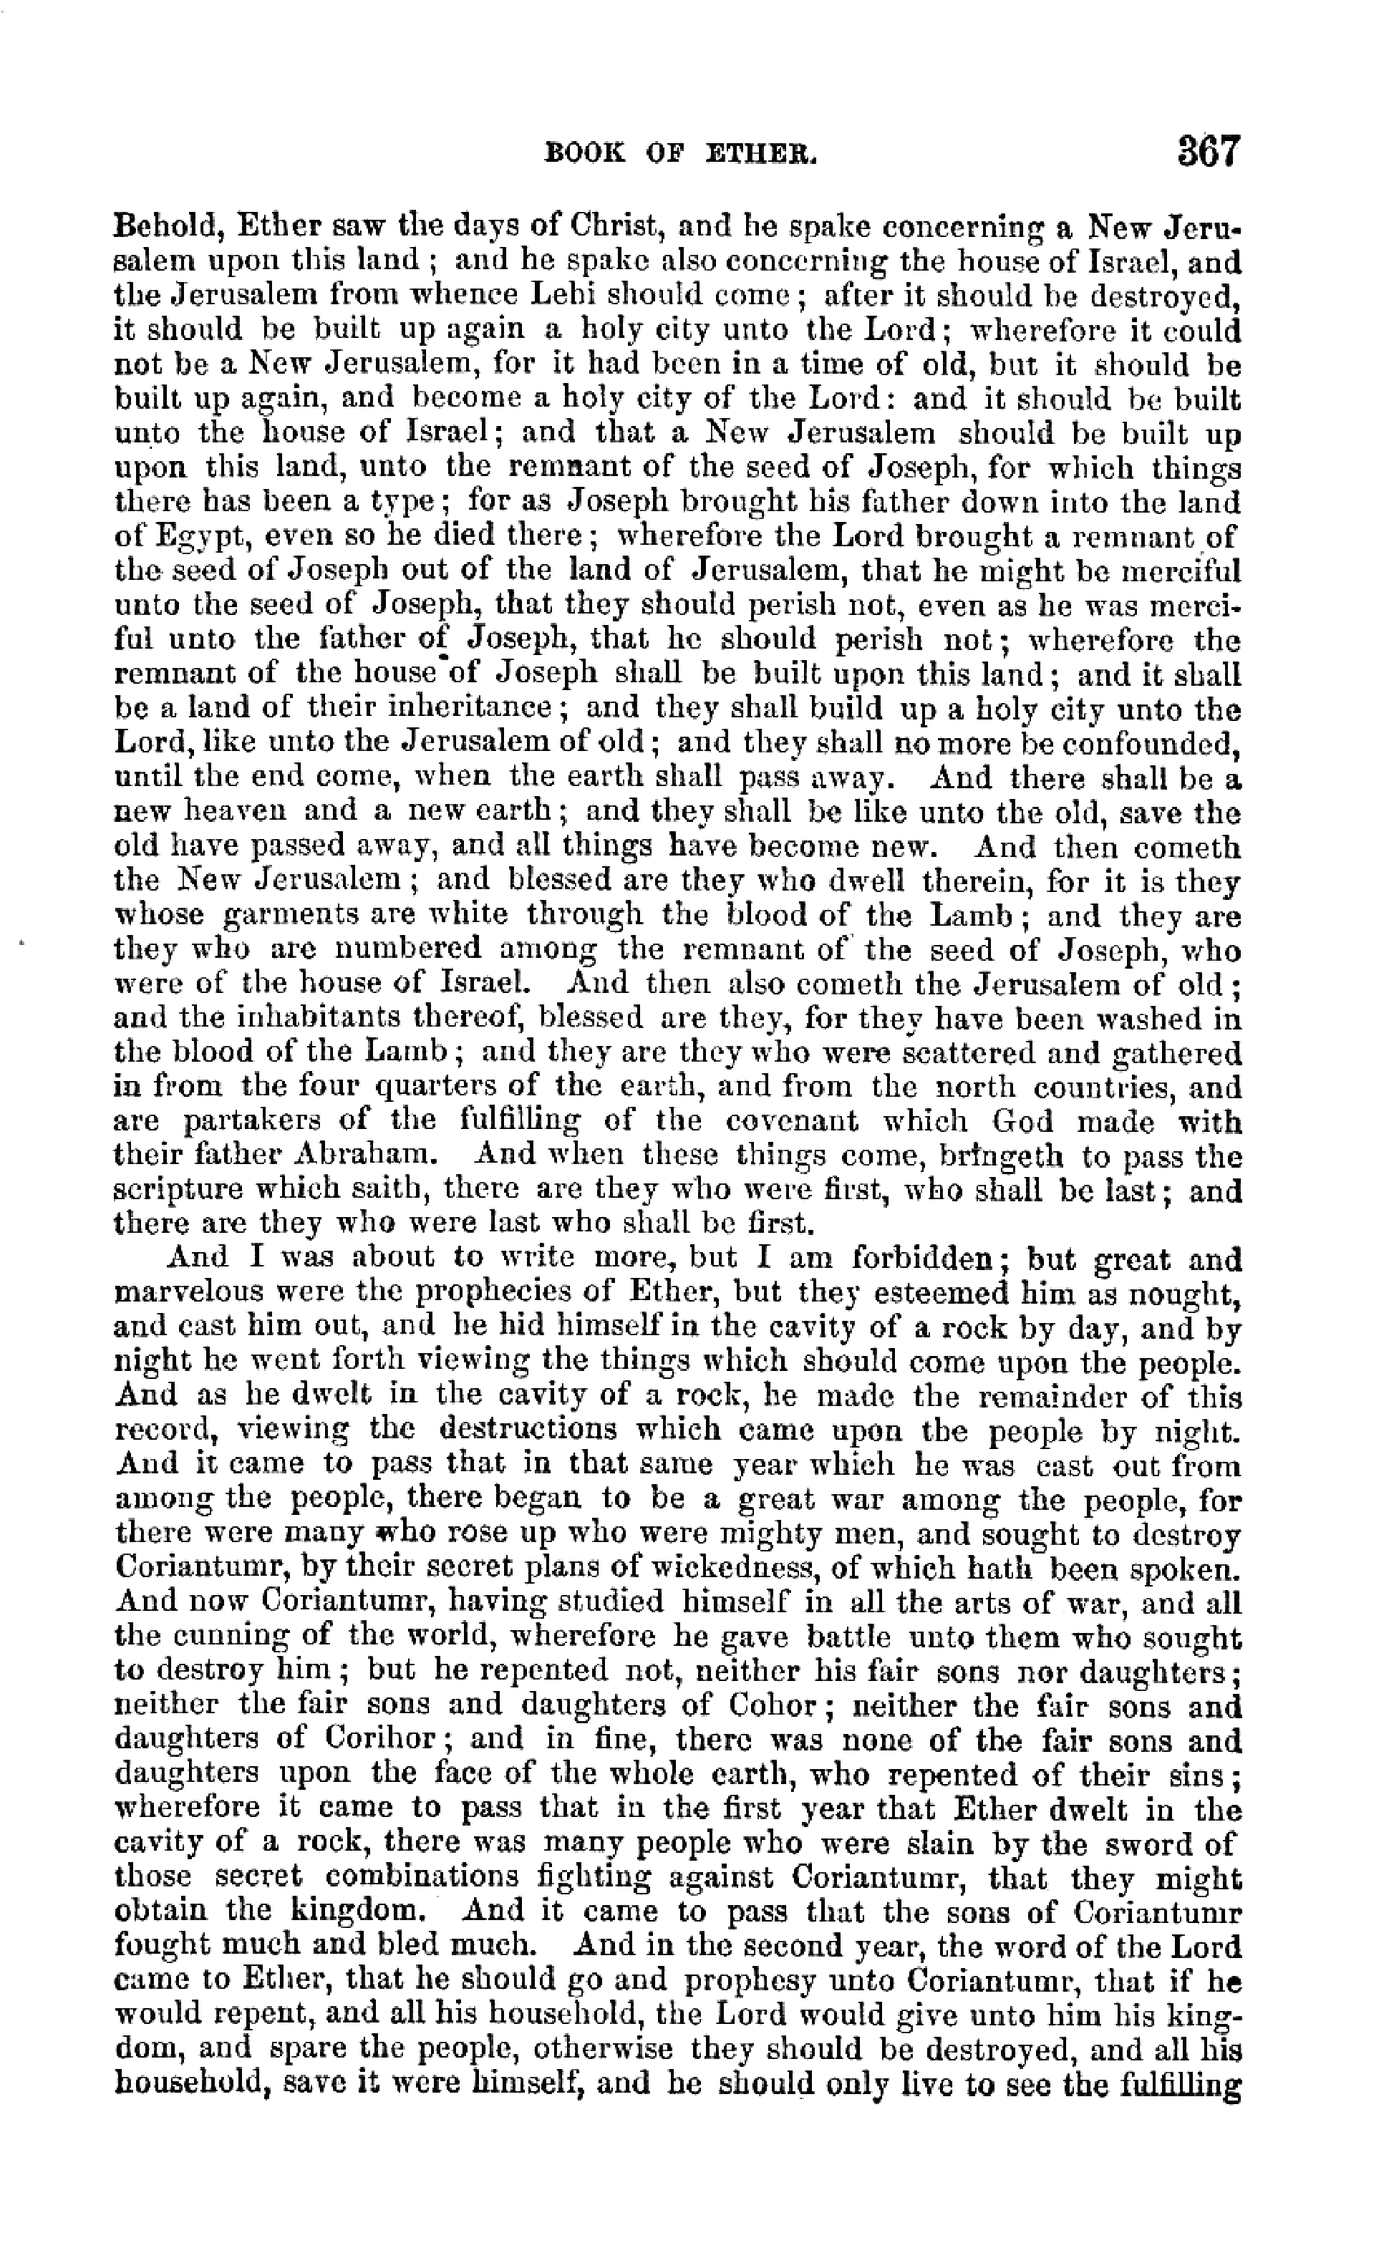 BOOK OF ETHER. 367
Behold, Ether saw the days of Christ, and he spake concerning a New Jeru-
salem upon this land; and he spake also concerning the house of Israel, and
the Jerusalem from whence Lehi should come; after it should be destroyed,
it should be built up again a holy city unto the Lord; wherefore it could
not be a New Jerusalem, for it had been in a time of old, but it should be
built up again, and become a holy city of the Lord: and it should be built
unto the house of Israel; and that a New Jerusalem should be built up
upon this land, unto the remnant of the seed of Joseph, for which things
there has been a type; for as Joseph brought his father down into the land
of Egypt, even so he died there; wherefore the Lord brought a remnant of
the seed of Joseph out of the land of Jerusalem, that he might be merciful
unto the seed of Joseph, that they should perish not, even as he was merci-
ful unto the father of Joseph, that he should perish not; wherefore the
remnant of the house of Joseph shall be built upon this land; and it shall
be a land of their inheritance; and they shall build up a holy city unto the
Lord, like unto the Jerusalem of old; and they shall no more be confounded,
until the end come, when the earth shall pass away. And there shall be a
new heaven and a new earth; and they shall be like unto the old, save the
old have passed away, and all things have become new. And then cometh
the New Jerusalem; and blessed are they who dwell therein, for it is they
whose garments are white through the blood of the Lamb; and they are
they who are numbered among the remnant of the seed of Joseph, who
were of the house of Israel. And then also cometh the Jerusalem of old;
and the inhabitants thereof, blessed are they, for they have been washed in
the blood of the Lamb; and they are they who were scattered and gathered
in from the four quarters of the earth, and from the north countries, and
are partakers of the fulfilling of the covenant which God made with
their father Abraham. And when these things come, bringeth to pass the
scripture which saith, there are they who were first, who shall be last; and
there are they who were last who shall be first.
And I was about to write more, but I am forbidden; but great and
marvelous were the prophecies of Ether, but they esteemed him as nought,
and cast him out, and he hid himself in the cavity of a rock by day, and by
night he went forth viewing the things which should come upon the people.
And as he dwelt in the cavity of a rock, he made the remainder of this
record, viewing the destructions which came upon the people by night.
And it came to pass that in that same year which he was cast out from
among the people, there began to be a great war among the people, for
there were many who rose up who were mighty men, and sought to destroy
Coriantumr, by their secret plans of wickedness, of which hath been spoken.
And now Coriantumr, having studied himself in all the arts of war, and all
the cunning of the world, wherefore he gave battle unto them who sought
to destroy him; but he repented not, neither his fair sons nor daughters;
neither the fair sons and daughters of Cohor; neither the fair sons and
daughters of Corihor; and in fine, there was none of the fair sons and
daughters upon the face of the whole earth, who repented of their sins;
wherefore it came to pass that in the first year that Ether dwelt in the
cavity of a rock, there was many people who were slain by the sword of
those secret combinations fighting against Coriantumr, that they might
obtain the kingdom. And it came to pass that the sons of Coriantumr
fought much and bled much. And in the second year, the word of the Lord
came to Ether, that he should go and prophesy unto Coriantumr, that if he
would repent, and all his household, the Lord would give unto him his king-
dom, and spare the people, otherwise they should be destroyed, and all his
household, save it were himself, and he should only live to see the fulfilling